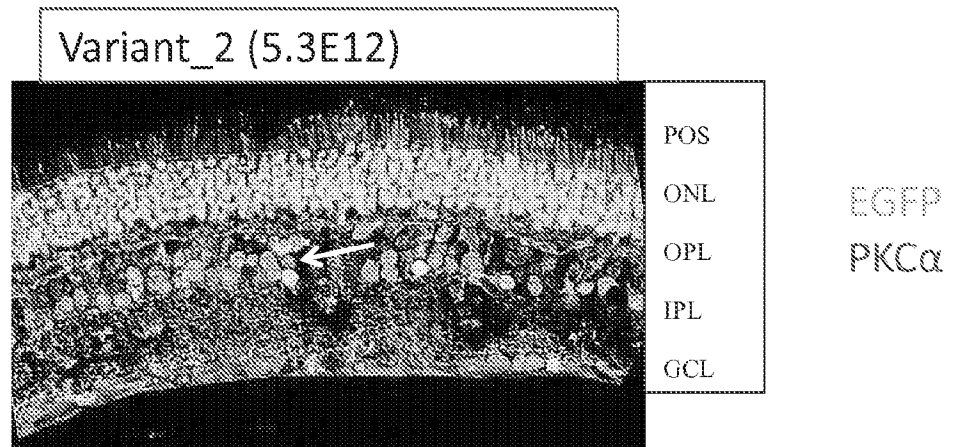 Variant_2 (5.3E12)
POS
ONL
OPL
IPL
GCL
EGFP
PKCα